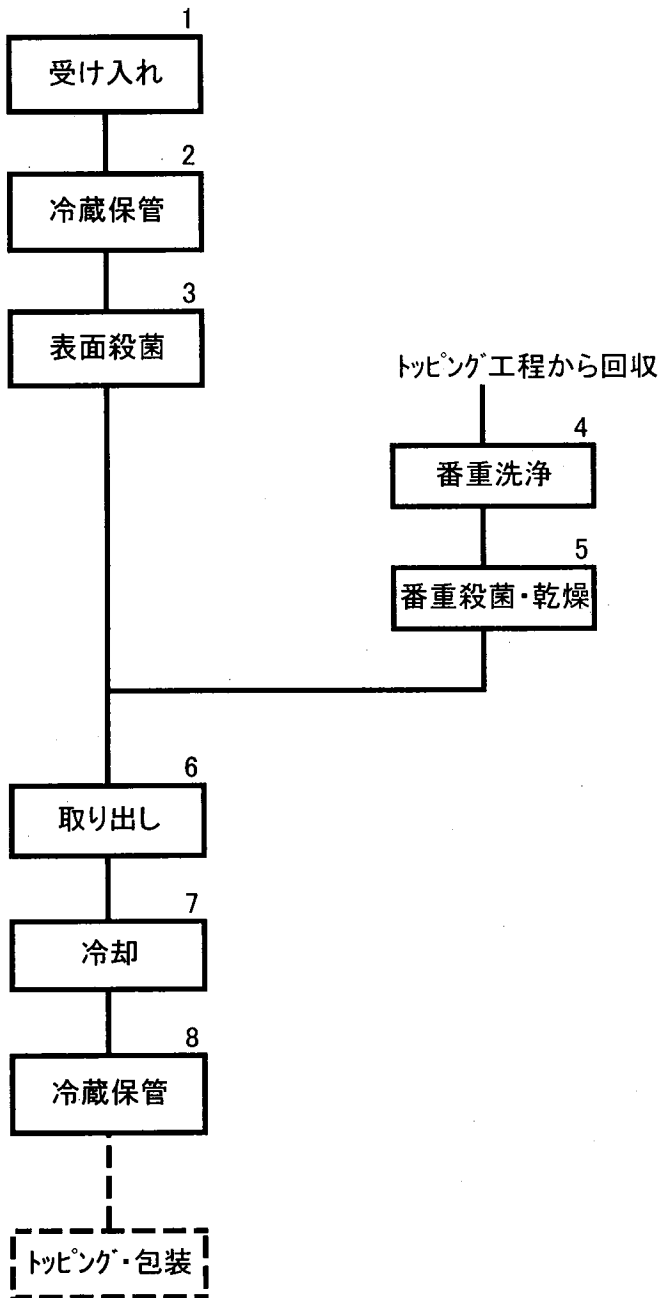 1
受け入れ
2
冷蔵保管
3
表面殺菌
ﾄｯﾋﾟﾝｸﾞ工程から回収
4
番重洗浄
5
番重殺菌・乾燥
6
取り出し
7
冷却
8
冷蔵保管
ﾄｯﾋﾟﾝｸﾞ・包装